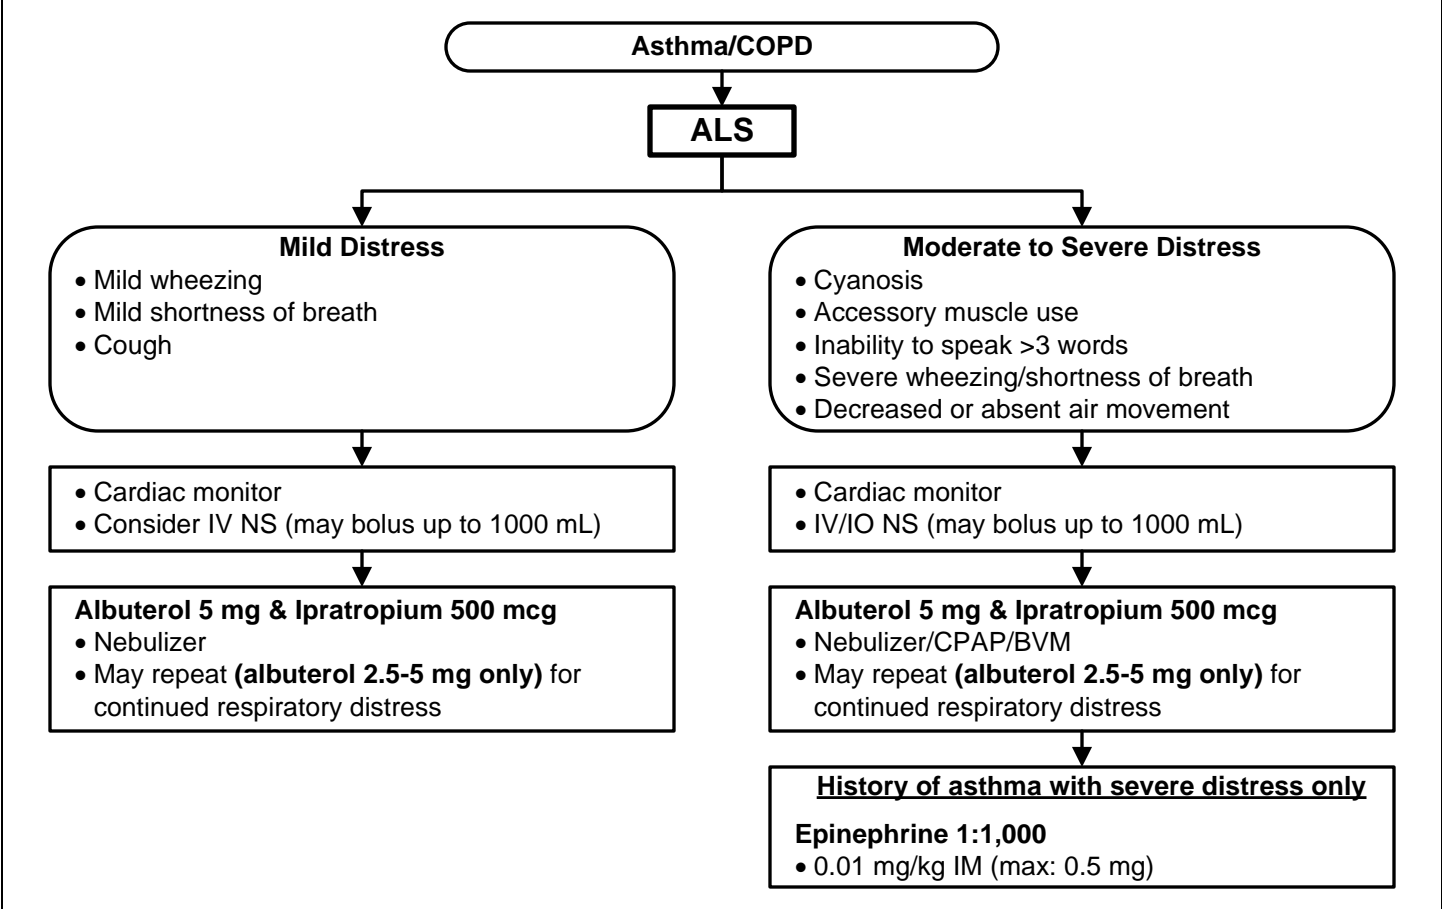 Asthma/COPD
ALS
Mild Distress
• Mild wheezing
• Mild shortness of breath
• Cough
Moderate to Severe Distress
• Cyanosis
• Accessory muscle use
• Inability to speak >3 words
• Severe wheezing/shortness of breath
• Decreased or absent air movement
• Cardiac monitor
• Consider IV NS (may bolus up to 1000 mL)
• Cardiac monitor
• IV/IO NS (may bolus up to 1000 mL)
Albuterol 5 mg & Ipratropium 500 mcg
• Nebulizer
• May repeat (albuterol 2.5-5 mg only) for
continued respiratory distress
Albuterol 5 mg & Ipratropium 500 mcg
• Nebulizer/CPAP/BVM
• May repeat (albuterol 2.5-5 mg only) for
continued respiratory distress
History of asthma with severe distress only
Epinephrine 1:1,000
• 0.01 mg/kg IM (max: 0.5 mg)